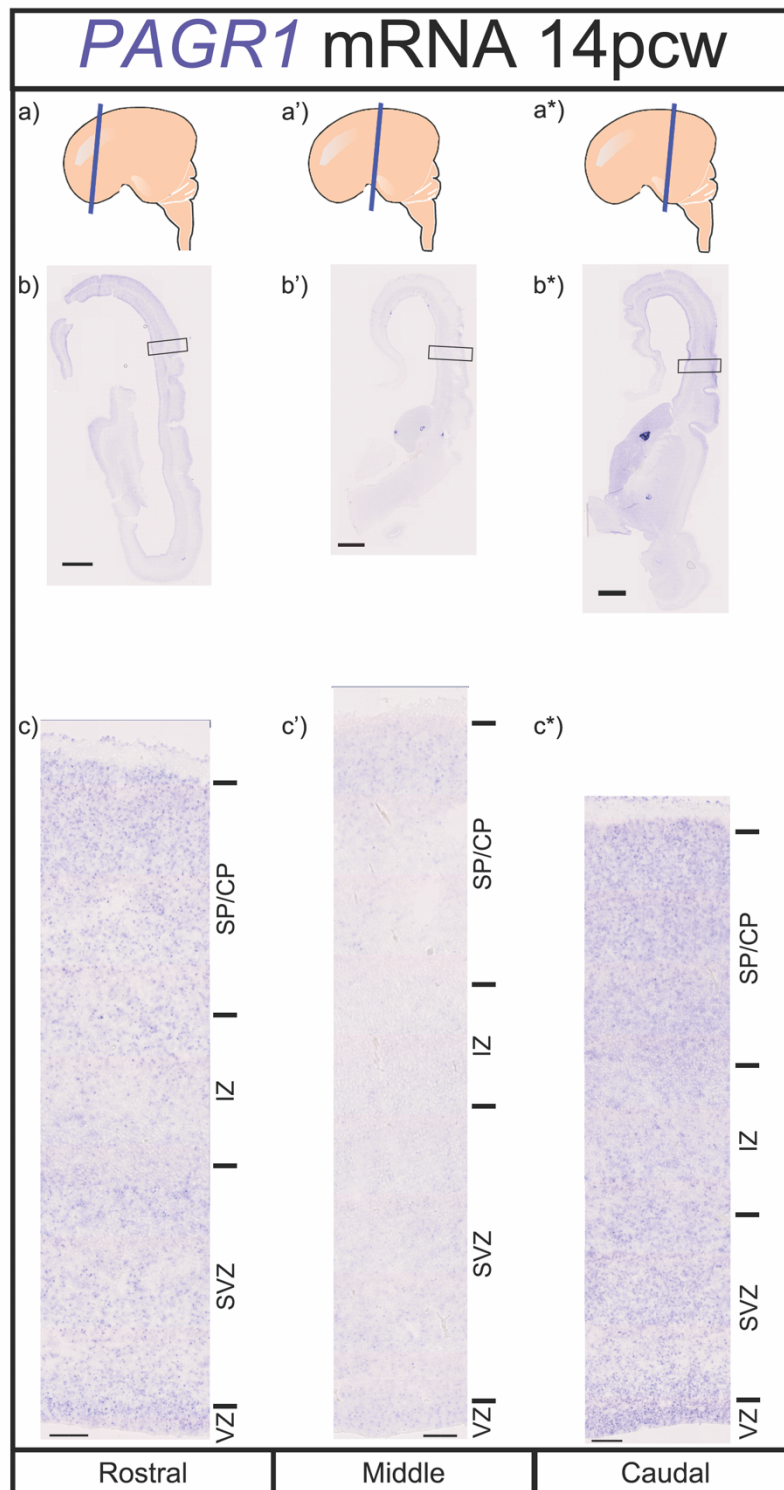 PAGR1 mRNA 14pcw
a) a') a*)
b) b') b*)
c) c') c*)
SP/CP
IZ
SVZ
VZ
SP/CP
IZ
SVZ
VZ
SP/CP
IZ
SVZ
VZ
Rostral Middle Caudal